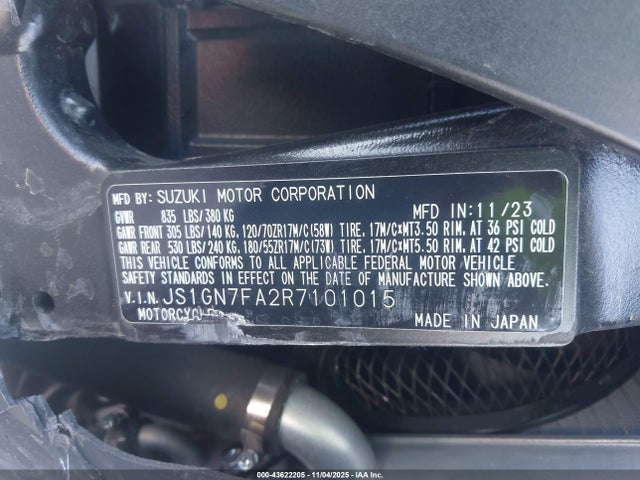 MFD BY: SUZUKI MOTOR CORPORATION
GVWR 835 LBS/380 KG MFD IN:11/23
GAWR FRONT 305 LBS/140 KG, 120/70ZR17M/C(58W) TIRE, 17M/C×MT3.50 RIM, AT 36 PSI COLD
GAWR REAR 530 LBS/240 KG, 180/55ZR17M/C(73W) TIRE, 17M/C×MT5.50 RIM, AT 42 PSI COLD
THIS VEHICLE CONFORMS TO ALL APPLICABLE FEDERAL MOTOR VEHICLE
SAFETY STANDARDS IN EFFECT ON THE DATE OF MANUFACTURE SHOWN ABOVE.
V.I.N. JS1GN7FA2R7101015
MOTORCYCLE MADE IN JAPAN
000-43622205 - 11/04/2025 - IAA Inc.